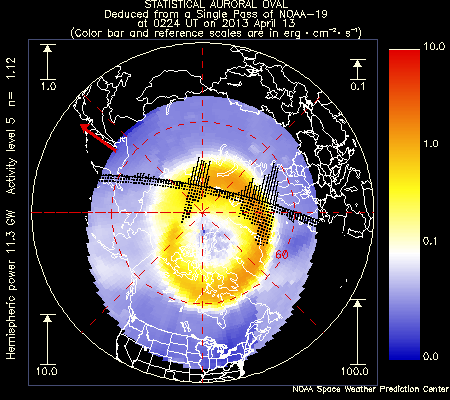 STATISTICAL AURORAL OVAL
Deduced from a Single Pass of NOAA-19
at 0224 UT on 2013 April 13
(Color bar and reference scales are in erg · cm⁻² · s⁻¹)
Hemispheric power 11.3 GW Activity level 5 n= 1.12
1.0
0.1
10.0
100.0
60
10.0
1.0
0.1
0.0
NOAA Space Weather Prediction Center